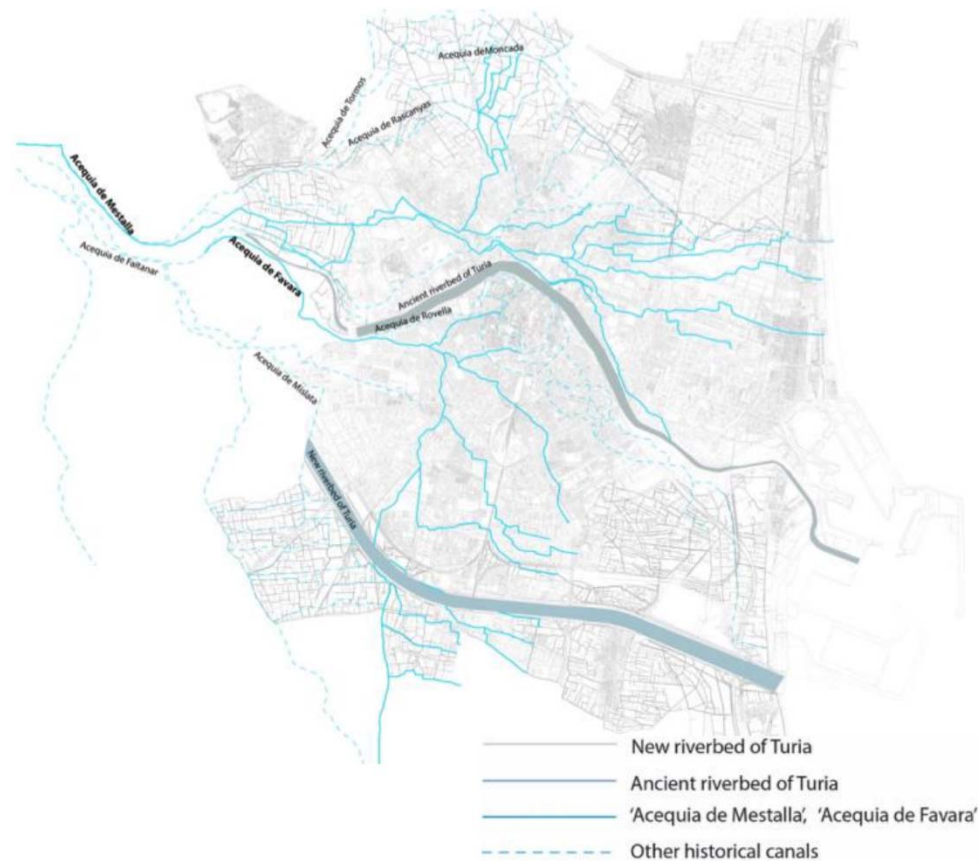 Acequia deMoncada
Acequia de Tormos
Acequia de Rascanyas
Acequia de Mestalla
Acequia de Favara
Acequia de Faitanar
Ancient riverbed of Turia
Acequia de Rovella
Acequia de Mislata
New riverbed of Turia
New riverbed of Turia
Ancient riverbed of Turia
‘Acequia de Mestalla’, ‘Acequia de Favara’
Other historical canals